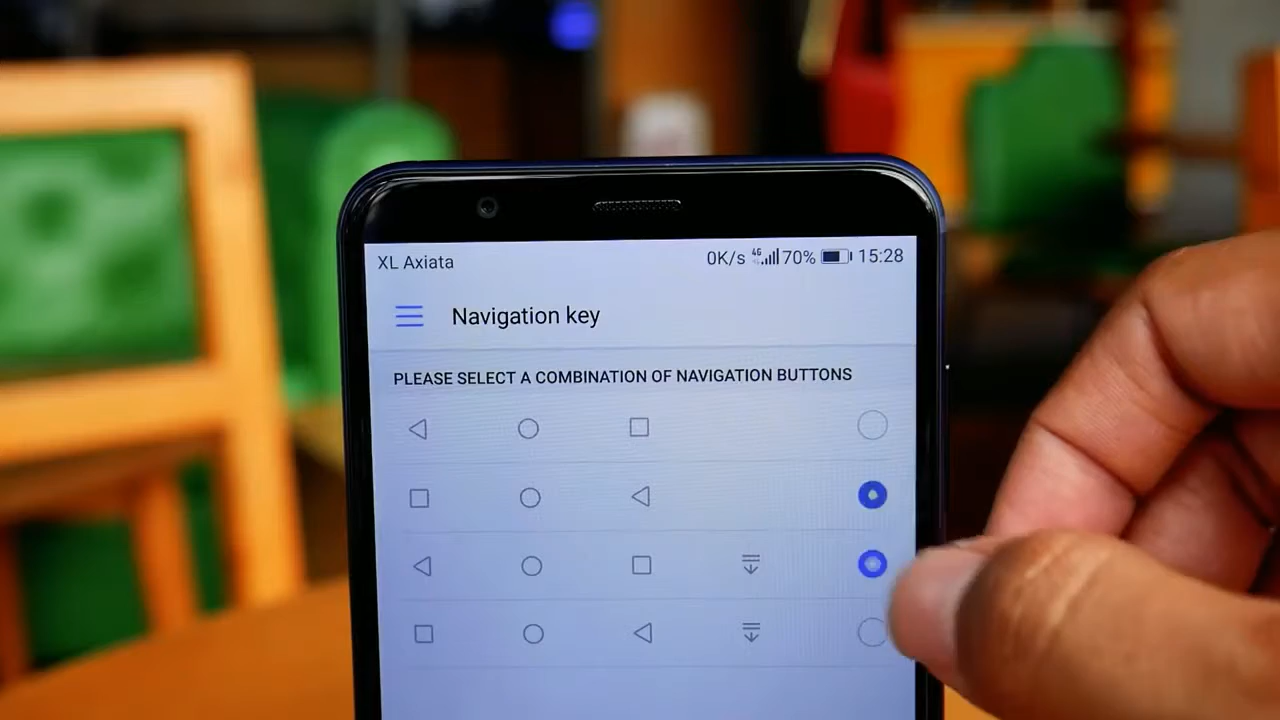 XL Axiata 0K/s 4G 70% 15:28
Navigation key
PLEASE SELECT A COMBINATION OF NAVIGATION BUTTONS